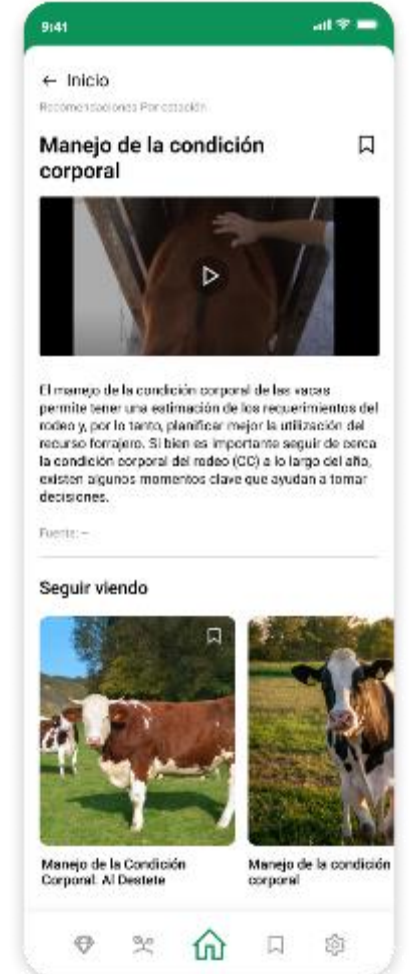 9:41
← Inicio
Recomendaciones Por estación
Manejo de la condición
corporal
El manejo de la condición corporal de las vacas
permite tener una estimación de los requerimientos del
rodeo y, por lo tanto, planificar mejor la utilización del
recurso forrajero. Si bien es importante seguir de cerca
la condición corporal del rodeo (CC) a lo largo del año,
existen algunos momentos clave que ayudan a tomar
decisiones.
Fuente: –
Seguir viendo
Manejo de la Condición
Corporal. Al Destete
Manejo de la condición
corporal